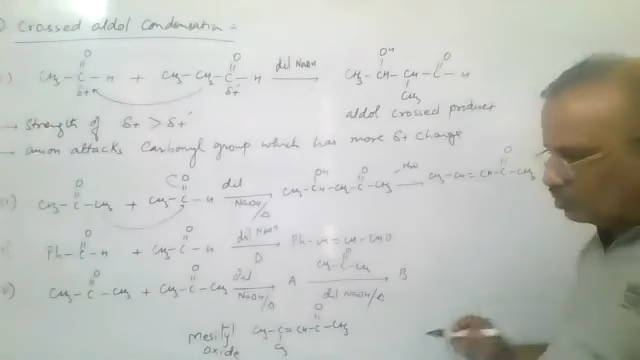 ) Crossed aldol Condensation =
) CH₃ - C - H + CH₃ - CH₂ - C - H dil NaOH → CH₃ - CH - CH - C - H
O O OH O
δ+ δ+' CH₃
aldol crossed product
→ Strength of δ+ > δ+'
→ anion attacks Carbonyl group which has more δ+ charge
iii) CH₃ - C - CH₃ + CH₃ - C - H dil NaOH/Δ → CH₃ - CH - CH₂ - C - CH₃ -H₂O → CH₃ - CH = CH - C - CH₃
O O OH O O
) Ph - C - H + CH₃ - C - H dil NaOH Δ → Ph - CH = CH - CHO
O O
v) CH₃ - C - CH₃ + CH₃ - C - CH₃ dil NaOH/Δ → A CH₃ - C - CH₃ dil NaOH/Δ → B
O O O
Mesityl oxide CH₃ - C = CH - C - CH₃
O
CH₃